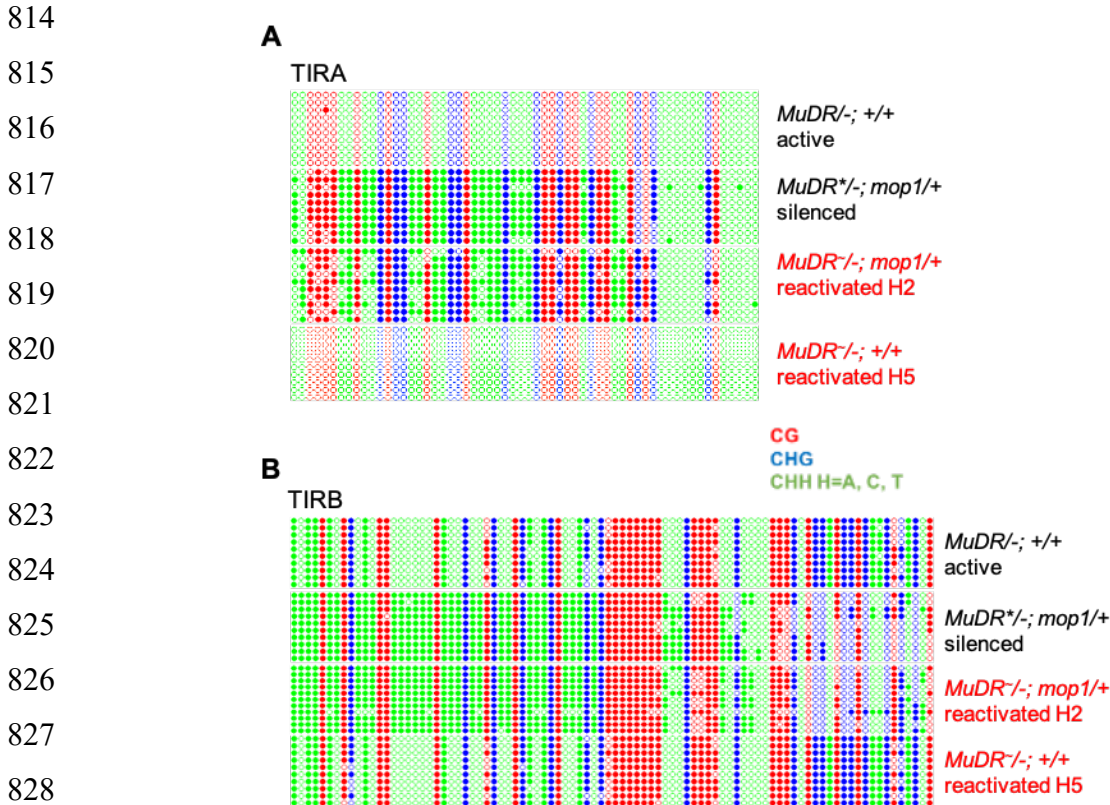 814
A
815
TIRA
MuDR/-; +/+
816
active
817
MuDR*/-; mop1/+
silenced
818
MuDR~/-; mop1/+
819
reactivated H2
820
MuDR~/-; +/+
reactivated H5
821
CG
822
B
CHG
CHH H=A, C, T
TIRB
823
MuDR/-; +/+
824
active
MuDR*/-; mop1/+
825
silenced
826
MuDR~/-; mop1/+
reactivated H2
827
MuDR~/-; +/+
828
reactivated H5